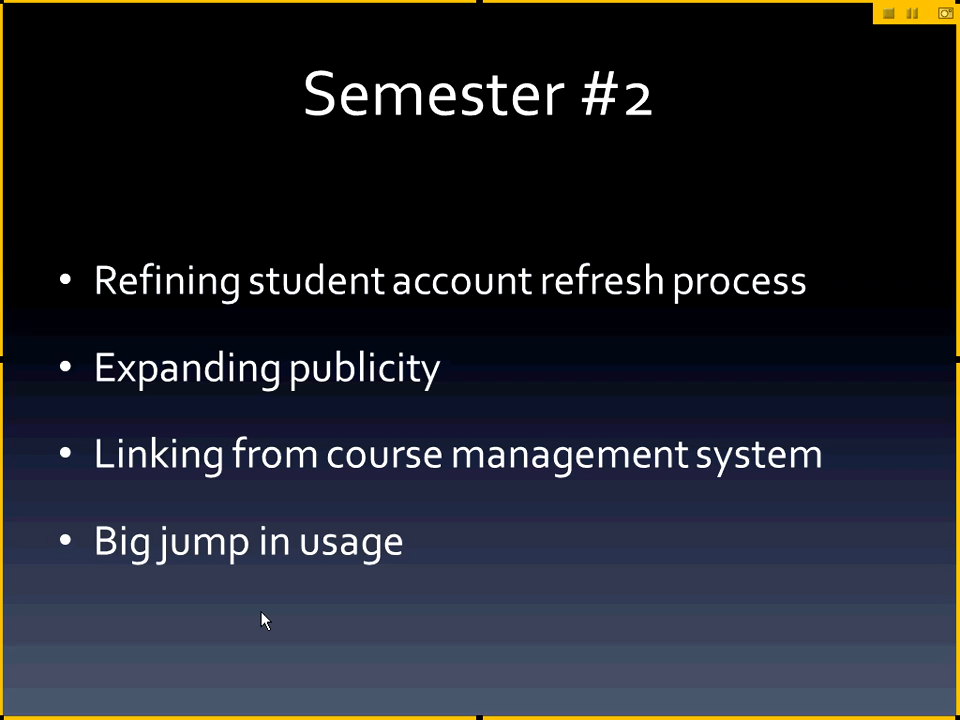 Semester #2
• Refining student account refresh process
• Expanding publicity
• Linking from course management system
• Big jump in usage